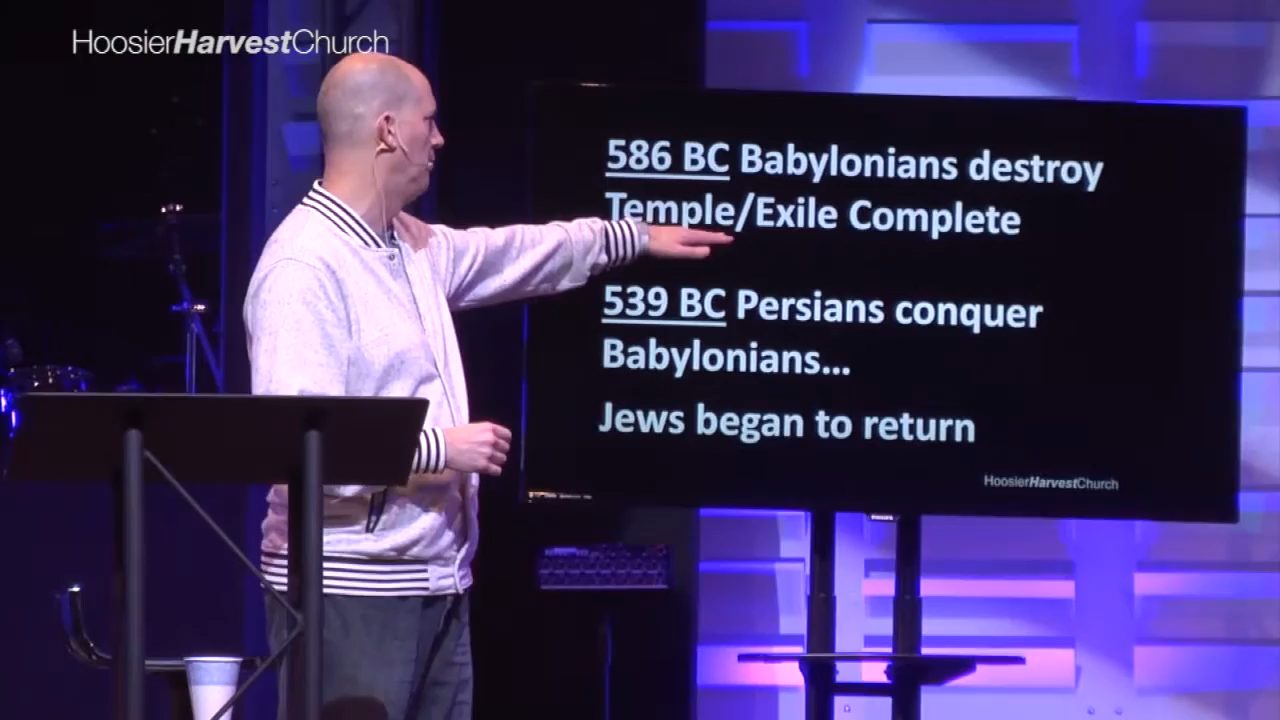 HoosierHarvestChurch
586 BC Babylonians destroy
Temple/Exile Complete
539 BC Persians conquer
Babylonians...
Jews began to return
HoosierHarvestChurch